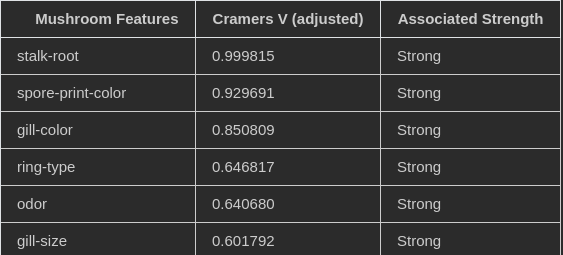 Mushroom Features Cramers V (adjusted) Associated Strength
stalk-root 0.999815 Strong
spore-print-color 0.929691 Strong
gill-color 0.850809 Strong
ring-type 0.646817 Strong
odor 0.640680 Strong
gill-size 0.601792 Strong